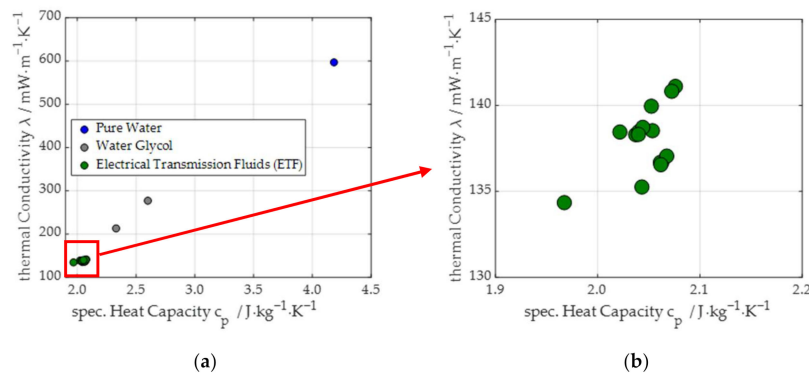 700
600
500
400
300
200
100
thermal Conductivity λ / mW·m⁻¹·K⁻¹
Pure Water
Water Glycol
Electrical Transmission Fluids (ETF)
2.0 2.5 3.0 3.5 4.0 4.5
spec. Heat Capacity cₚ / J·kg⁻¹·K⁻¹
(a)
145
140
135
130
thermal Conductivity λ / mW·m⁻¹·K⁻¹
1.9 2.0 2.1 2.2
spec. Heat Capacity cₚ / J·kg⁻¹·K⁻¹
(b)